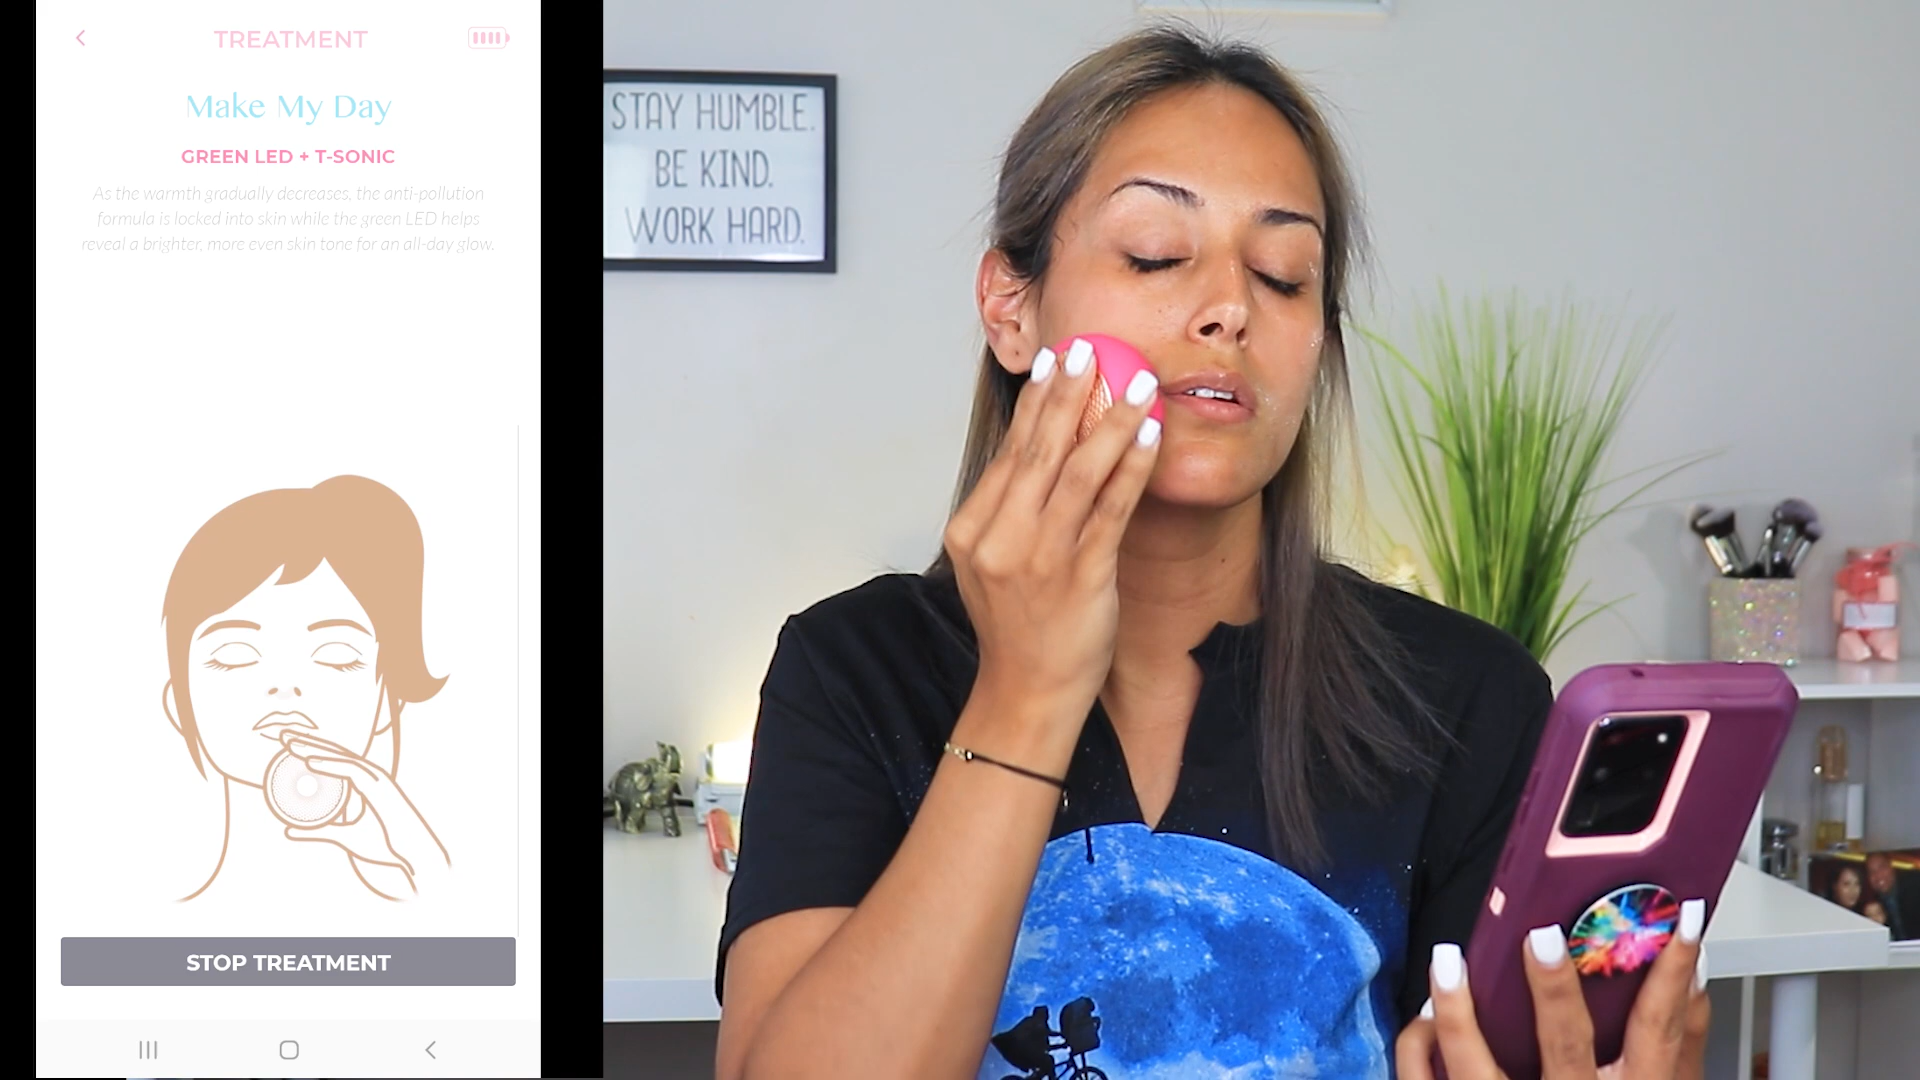 TREATMENT
Make My Day
GREEN LED + T-SONIC
As the warmth gradually decreases, the anti-pollution
formula is locked into skin while the green LED helps
reveal a brighter, more even skin tone for an all-day glow.
STOP TREATMENT
STAY HUMBLE.
BE KIND.
WORK HARD.